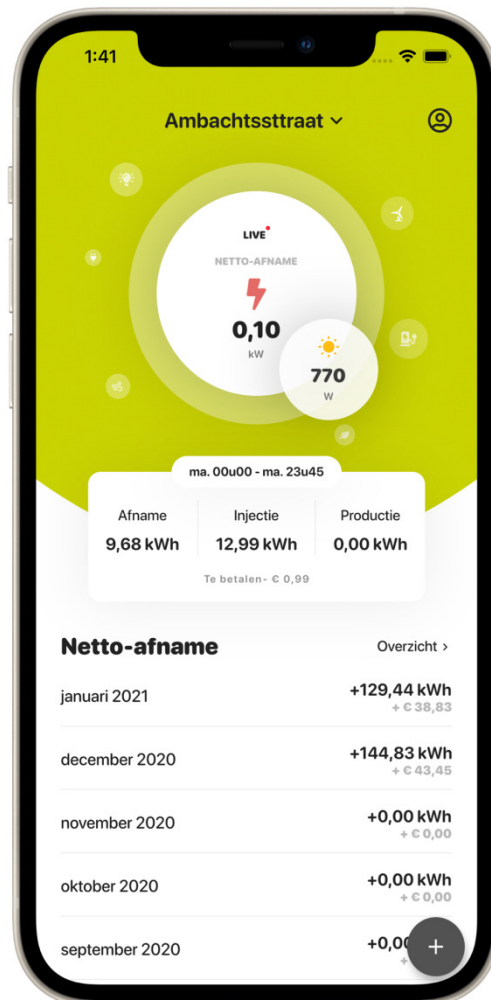 1:41
Ambachtssttraat
LIVE
NETTO-AFNAME
0,10
kW
770
W
ma. 00u00 - ma. 23u45
Afname Injectie Productie
9,68 kWh 12,99 kWh 0,00 kWh
Te betalen- € 0,99
Netto-afname Overzicht >
januari 2021 +129,44 kWh
+ € 38,83
december 2020 +144,83 kWh
+ € 43,45
november 2020 +0,00 kWh
+ € 0,00
oktober 2020 +0,00 kWh
+ € 0,00
september 2020
+